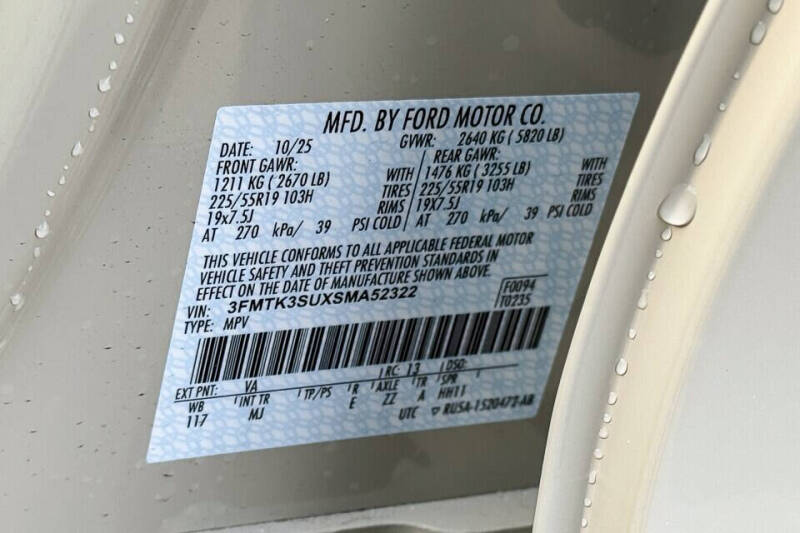 MFD. BY FORD MOTOR CO.
DATE: 10/25 GVWR: 2640 KG ( 5820 LB)
FRONT GAWR: REAR GAWR:
1211 KG ( 2670 LB) WITH 1476 KG ( 3255 LB) WITH
225/55R19 103H TIRES 225/55R19 103H TIRES
19x7.5J RIMS 19x7.5J RIMS
AT 270 kPa/ 39 PSI COLD AT 270 kPa/ 39 PSI COLD
THIS VEHICLE CONFORMS TO ALL APPLICABLE FEDERAL MOTOR
VEHICLE SAFETY AND THEFT PREVENTION STANDARDS IN
EFFECT ON THE DATE OF MANUFACTURE SHOWN ABOVE.
VIN: 3FMTK3SUXSMA52322 F0094
TYPE: MPV T0235
EXT PNT: VA RC: 13 DSO:
WB INT TR TP/PS R AXLE TR SPR
117 MJ E ZZ A HH11
UTC RUSA-1520472-AB